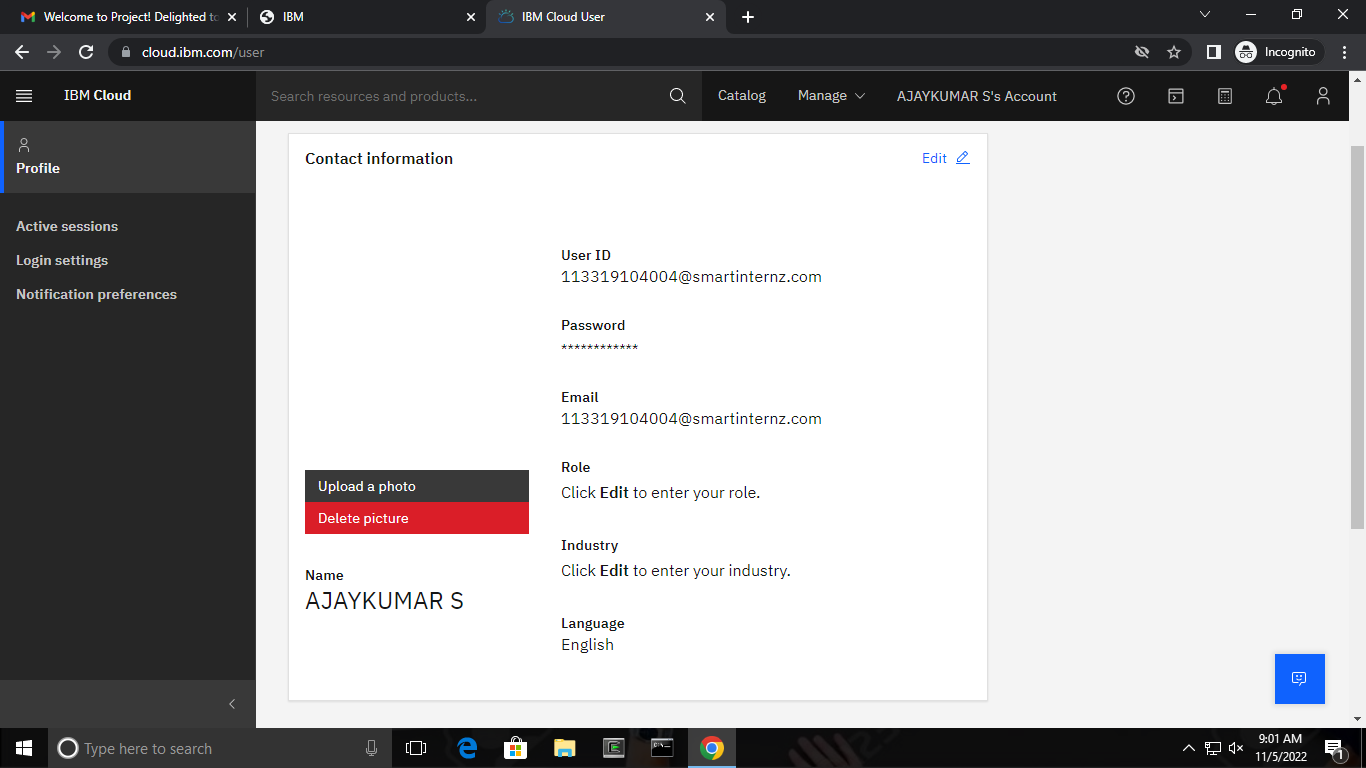 Welcome to Project! Delighted to
IBM
IBM Cloud User
cloud.ibm.com/user
Incognito
IBM Cloud
Search resources and products...
Catalog
Manage
AJAYKUMAR S's Account
Profile
Active sessions
Login settings
Notification preferences
Contact information
Edit
User ID
113319104004@smartinternz.com
Password
************
Email
113319104004@smartinternz.com
Role
Click Edit to enter your role.
Industry
Click Edit to enter your industry.
Language
English
Upload a photo
Delete picture
Name
AJAYKUMAR S
Type here to search
9:01 AM
11/5/2022
1